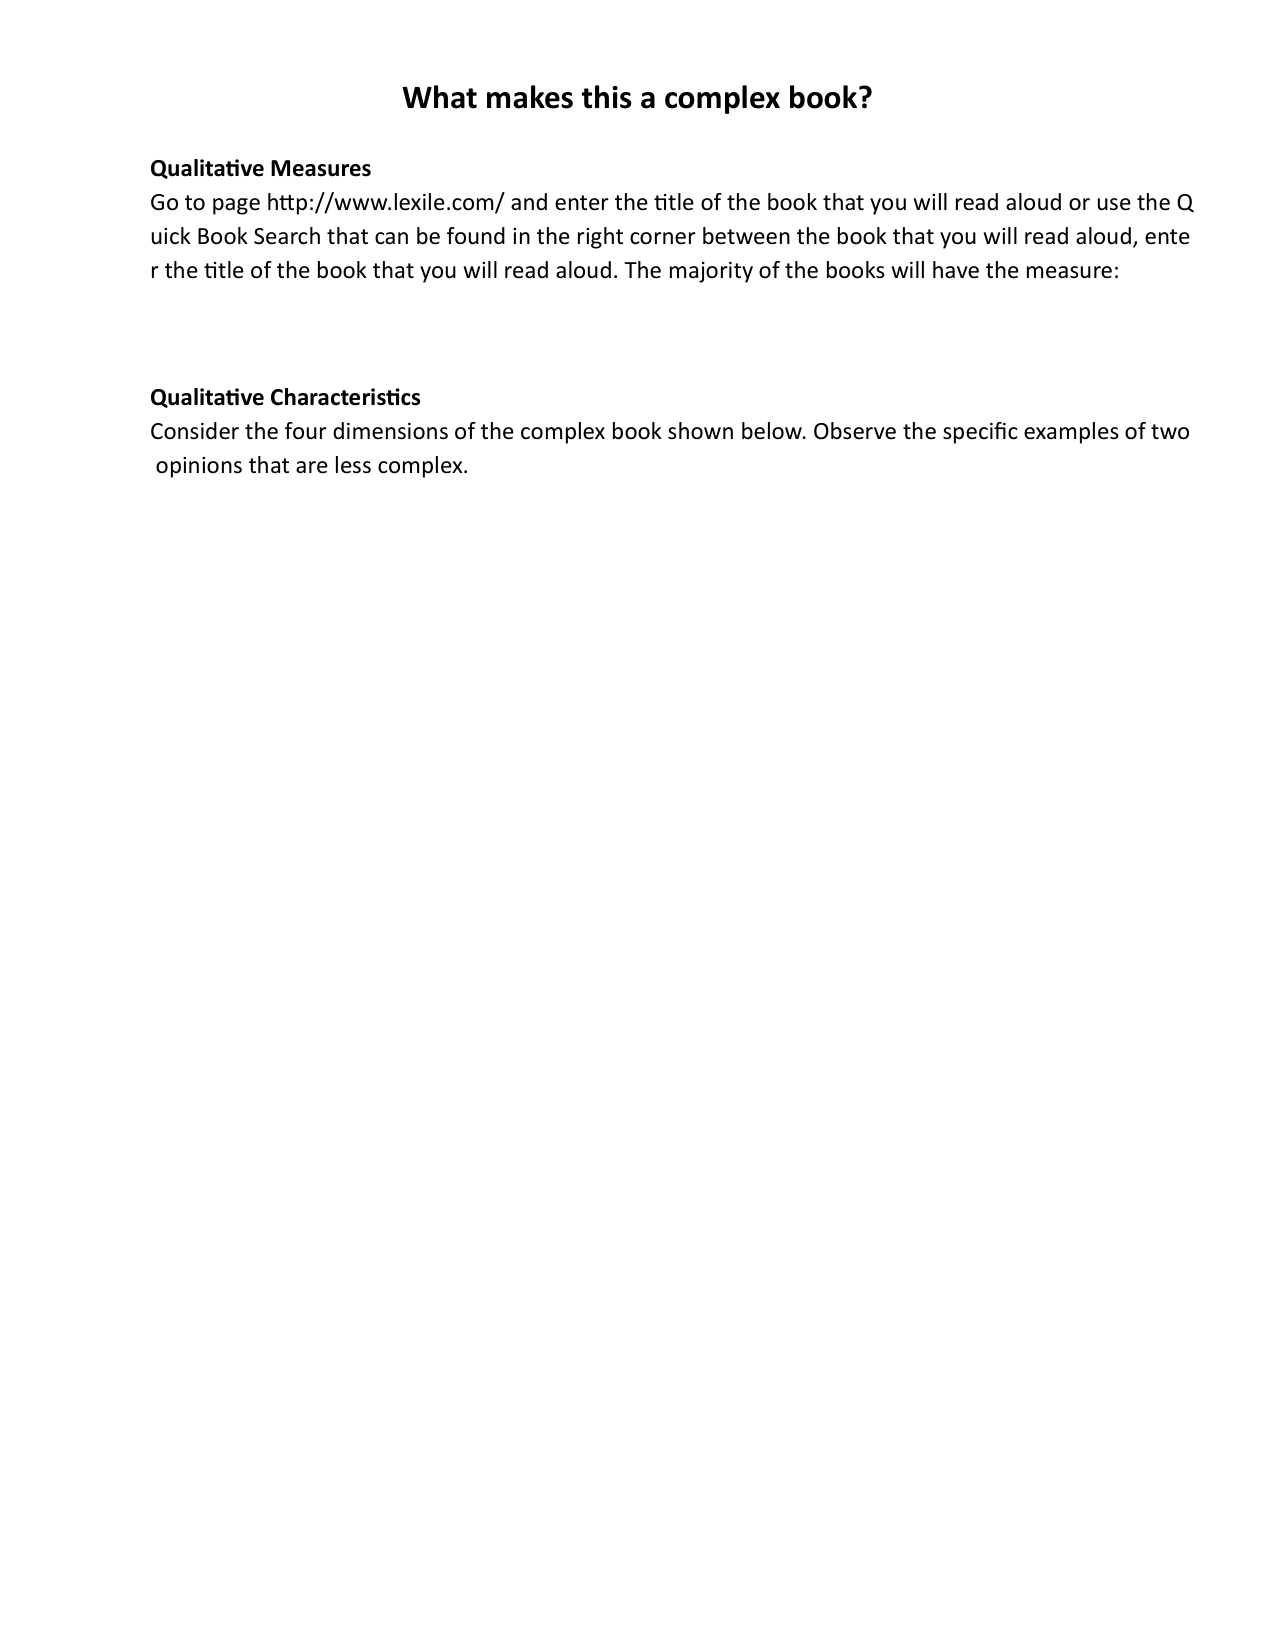 What makes this a complex book?
Qualitative Measures
Go to page http://www.lexile.com/ and enter the title of the book that you will read aloud or use the Q
uick Book Search that can be found in the right corner between the book that you will read aloud, ente
r the title of the book that you will read aloud. The majority of the books will have the measure:
Qualitative Characteristics
Consider the four dimensions of the complex book shown below. Observe the specific examples of two
opinions that are less complex.